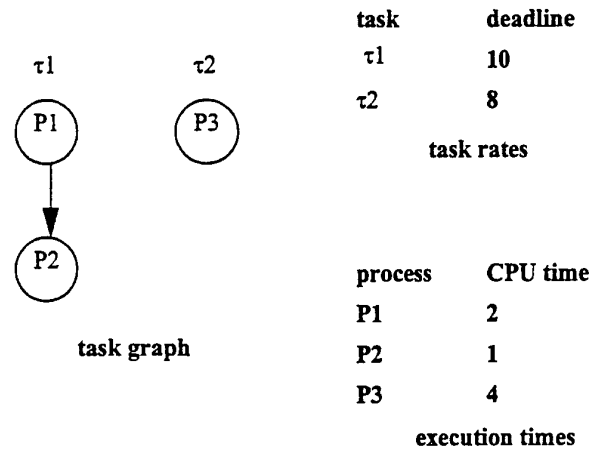 τ1 τ2
P1 P3
P2
task graph
task deadline
τ1 10
τ2 8
task rates
process CPU time
P1 2
P2 1
P3 4
execution times